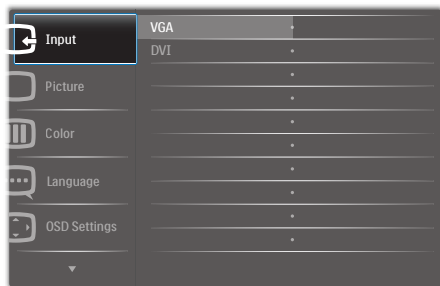 Input
Picture
Color
Language
OSD Settings
VGA
DVI